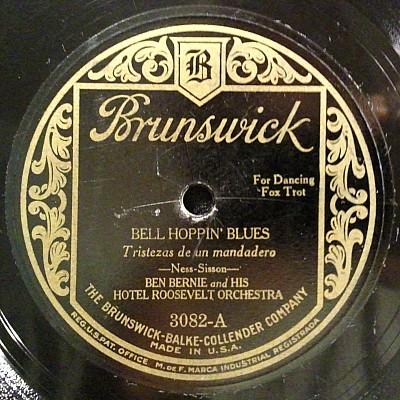 B
Brunswick
For Dancing
Fox Trot
BELL HOPPIN' BLUES
Tristezas de un mandadero
—Ness-Sisson—
BEN BERNIE and HIS
HOTEL ROOSEVELT ORCHESTRA
3082-A
THE BRUNSWICK-BALKE-COLLENDER COMPANY
MADE IN U.S.A.
REG. U.S. PAT. OFFICE M. DE F. MARCA INDUSTRIAL REGISTRADA